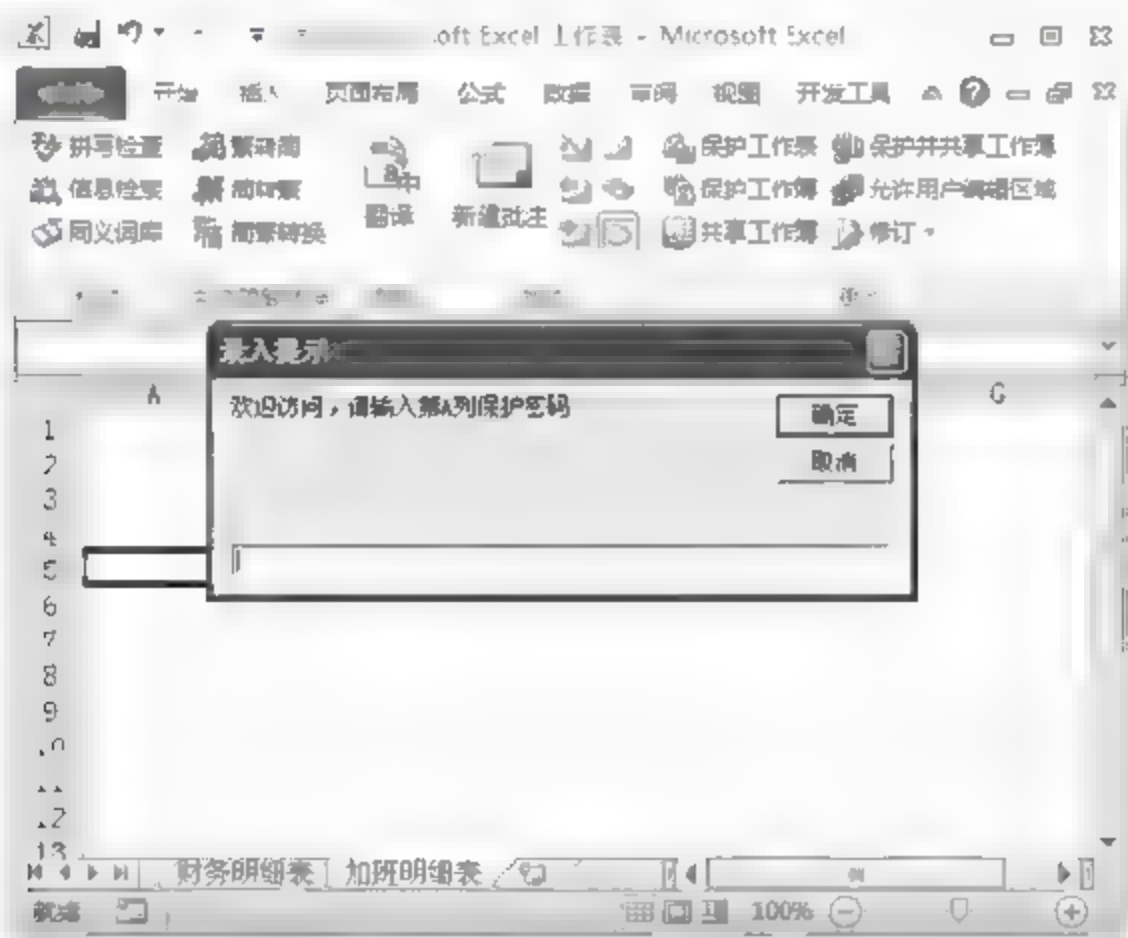 oft Excel 工作表 - Microsoft Excel
开始 插入 页面布局 公式 数据 审阅 视图 开发工具
拼写检查 繁转简 保护工作表 保护并共享工作簿
信息检索 简转繁 保护工作簿 允许用户编辑区域
同义词库 简繁转换 翻译 新建批注 共享工作簿 修订
录入提示
A G
欢迎访问，请输入第A列保护密码
确定
取消
1
2
3
4
5
6
7
8
9
10
11
12
13
财务明细表 加班明细表
就绪 100%